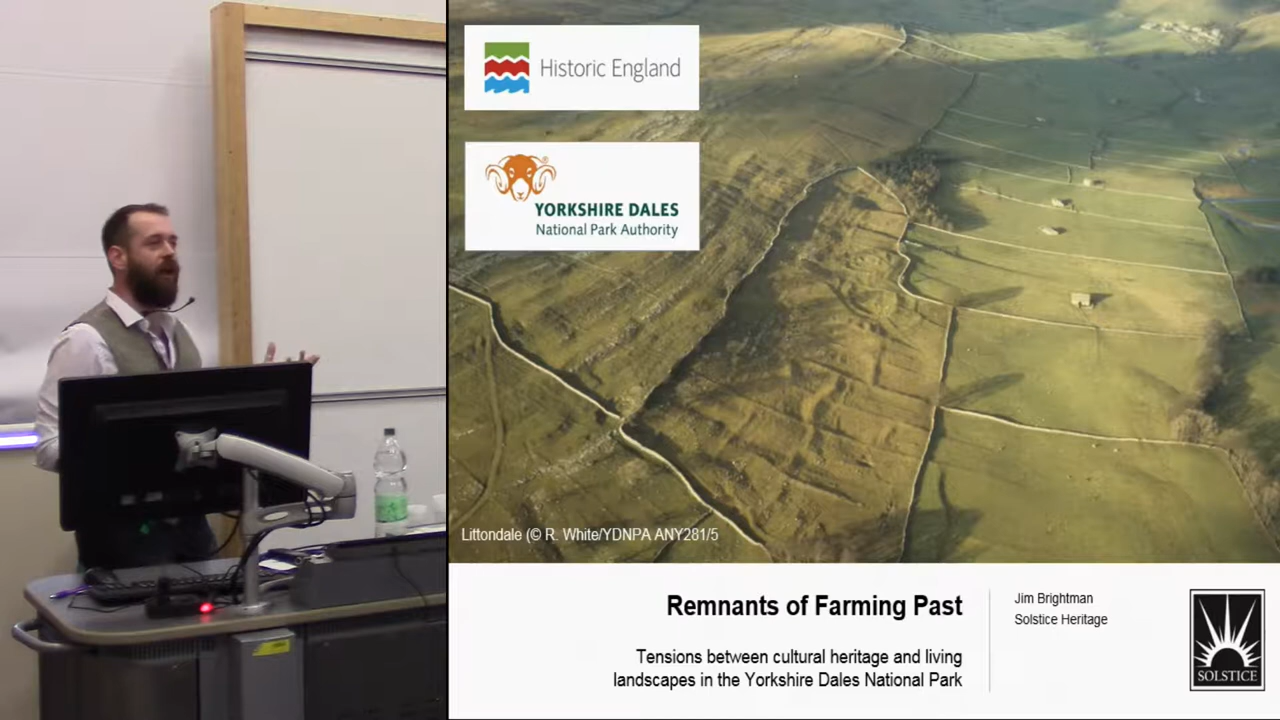 Historic England
YORKSHIRE DALES
National Park Authority
Littondale (© R. White/YDNPA ANY281/5
Remnants of Farming Past
Tensions between cultural heritage and living
landscapes in the Yorkshire Dales National Park
Jim Brightman
Solstice Heritage
SOLSTICE